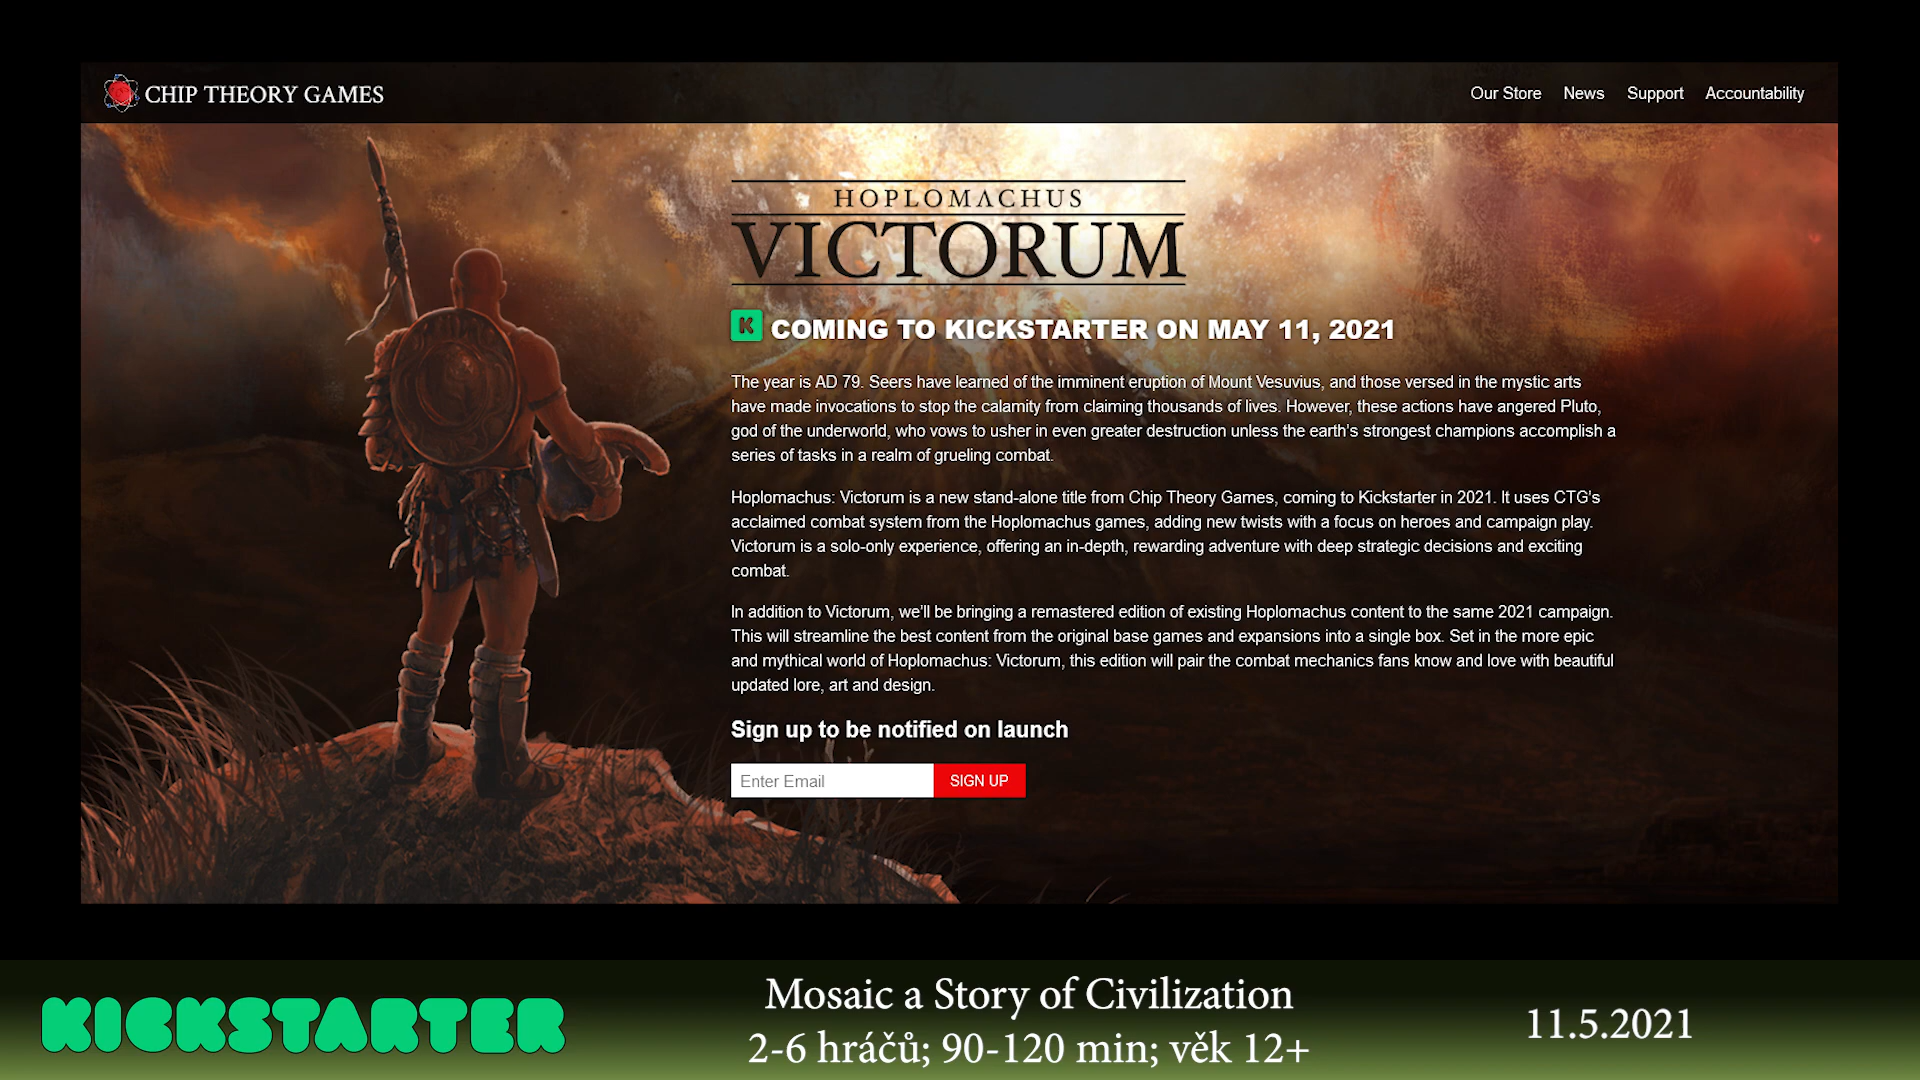 CHIP THEORY GAMES
Our Store News Support Accountability
HOPLOMACHUS
VICTORUM
K COMING TO KICKSTARTER ON MAY 11, 2021
The year is AD 79. Seers have learned of the imminent eruption of Mount Vesuvius, and those versed in the mystic arts
have made invocations to stop the calamity from claiming thousands of lives. However, these actions have angered Pluto,
god of the underworld, who vows to usher in even greater destruction unless the earth's strongest champions accomplish a
series of tasks in a realm of grueling combat.
Hoplomachus: Victorum is a new stand-alone title from Chip Theory Games, coming to Kickstarter in 2021. It uses CTG's
acclaimed combat system from the Hoplomachus games, adding new twists with a focus on heroes and campaign play.
Victorum is a solo-only experience, offering an in-depth, rewarding adventure with deep strategic decisions and exciting
combat.
In addition to Victorum, we'll be bringing a remastered edition of existing Hoplomachus content to the same 2021 campaign.
This will streamline the best content from the original base games and expansions into a single box. Set in the more epic
and mythical world of Hoplomachus: Victorum, this edition will pair the combat mechanics fans know and love with beautiful
updated lore, art and design.
Sign up to be notified on launch
Enter Email SIGN UP
KICKSTARTER
Mosaic a Story of Civilization
2-6 hráčů; 90-120 min; věk 12+
11.5.2021